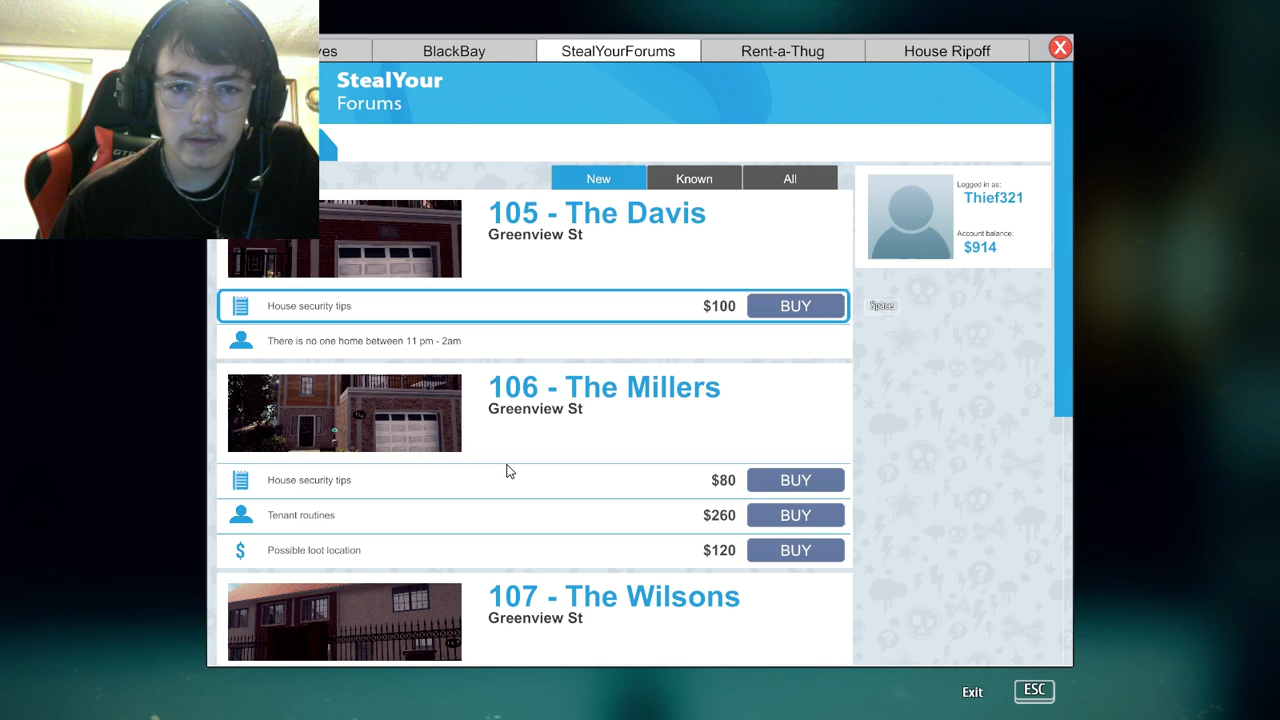 ves
BlackBay
StealYourForums
Rent-a-Thug
House Ripoff
X
StealYour
Forums
New
Known
All
Logged in as:
Thief321
Account balance:
$914
105 - The Davis
Greenview St
House security tips
$100
BUY
Space
There is no one home between 11 pm - 2am
106 - The Millers
Greenview St
House security tips
$80
BUY
Tenant routines
$260
BUY
Possible loot location
$120
BUY
107 - The Wilsons
Greenview St
Exit
ESC